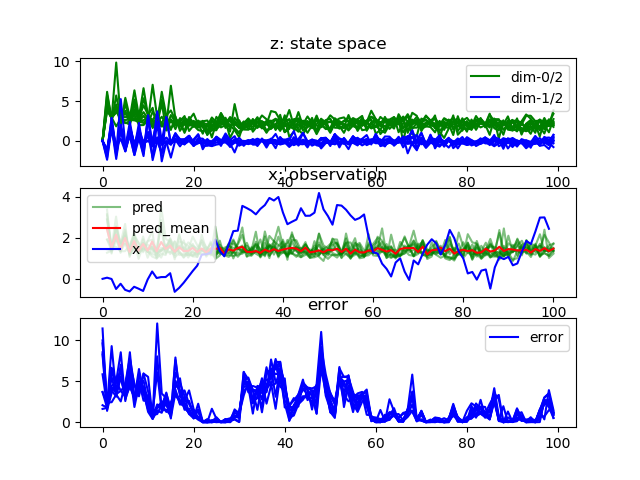 z: state space
10
5
0
dim-0/2
dim-1/2
0 20 40 60 80 100
x: observation
4
2
0
pred
pred_mean
x
0 20 40 60 80 100
error
10
5
0
error
0 20 40 60 80 100